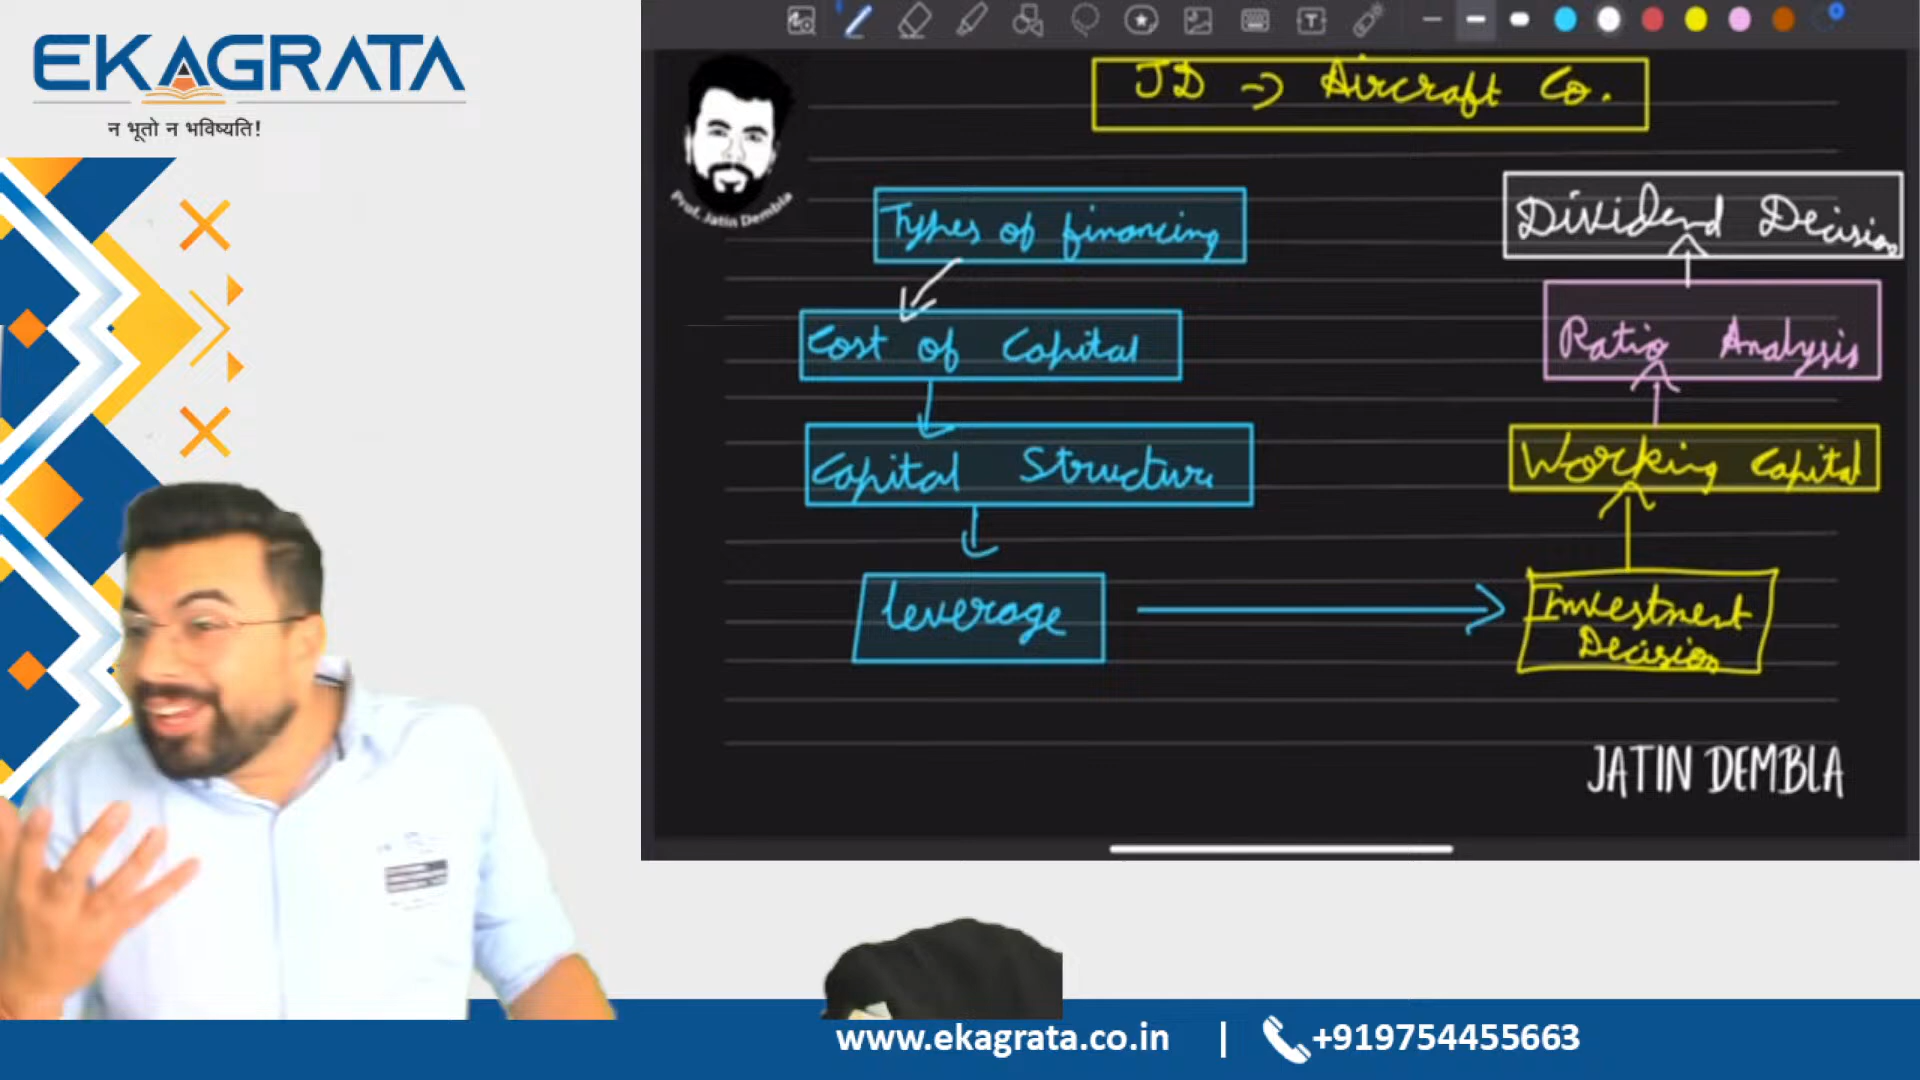 EKAGRATA
न भूतो न भविष्यति!
JD → Aircraft Co.
Prof. Jatin Dembla
Types of financing
Cost of Capital
Capital Structure
Leverage
Investment
Decision
Working Capital
Ratio Analysis
Dividend Decision
JATIN DEMBLA
www.ekagrata.co.in | +919754455663